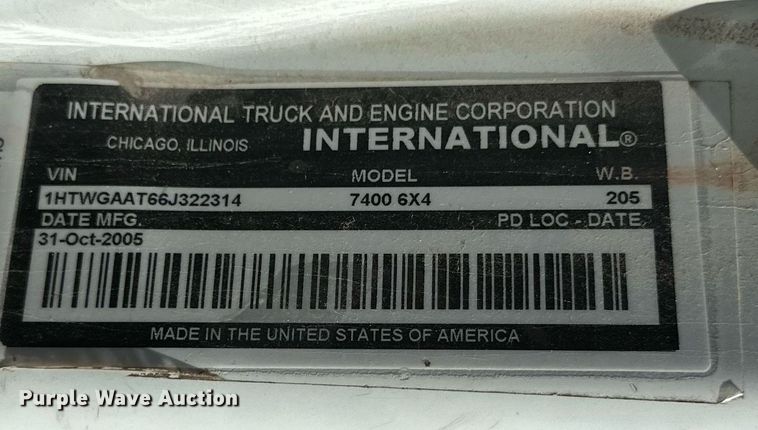 INTERNATIONAL TRUCK AND ENGINE CORPORATION
CHICAGO, ILLINOIS INTERNATIONAL®
VIN MODEL W.B.
1HTWGAAT66J322314 7400 6X4 205
DATE MFG. PD LOC - DATE
31-Oct-2005
MADE IN THE UNITED STATES OF AMERICA
Purple Wave Auction